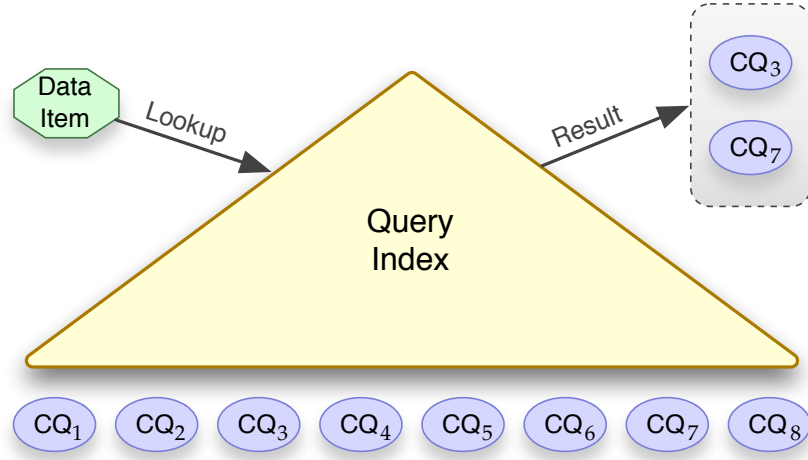 Data
Item
Lookup
Query
Index
Result
CQ₃
CQ₇
CQ₁ CQ₂ CQ₃ CQ₄ CQ₅ CQ₆ CQ₇ CQ₈